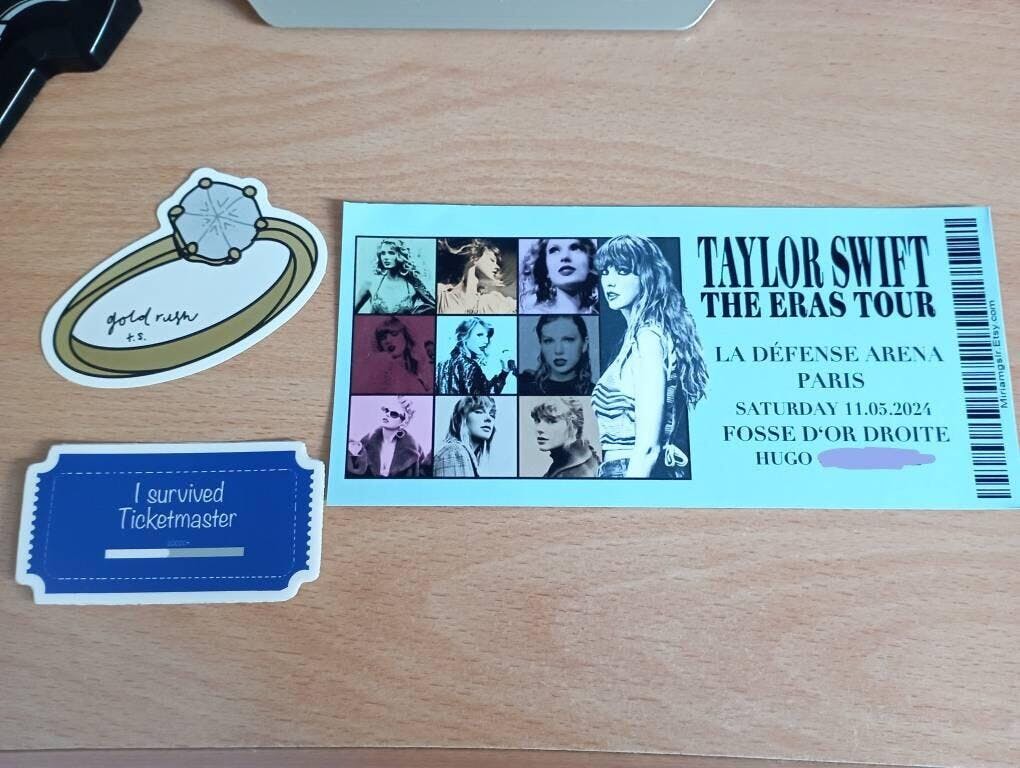 gold rush
t.s.
I survived
Ticketmaster
TAYLOR SWIFT
THE ERAS TOUR
LA DÉFENSE ARENA
PARIS
SATURDAY 11.05.2024
FOSSE D'OR DROITE
HUGO
Miriamgslr.Etsy.com